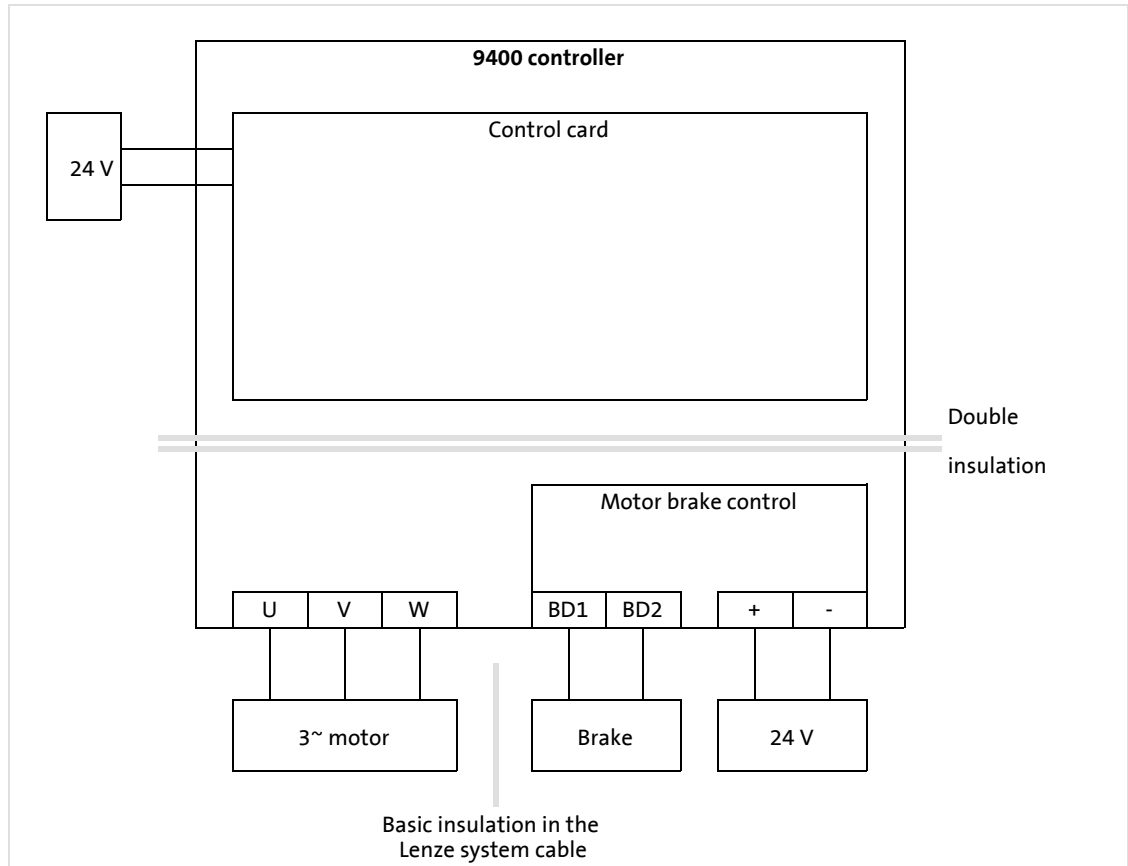 9400 controller
Control card
24 V
Double
insulation
Motor brake control
U V W BD1 BD2 + -
3~ motor Brake 24 V
Basic insulation in the
Lenze system cable